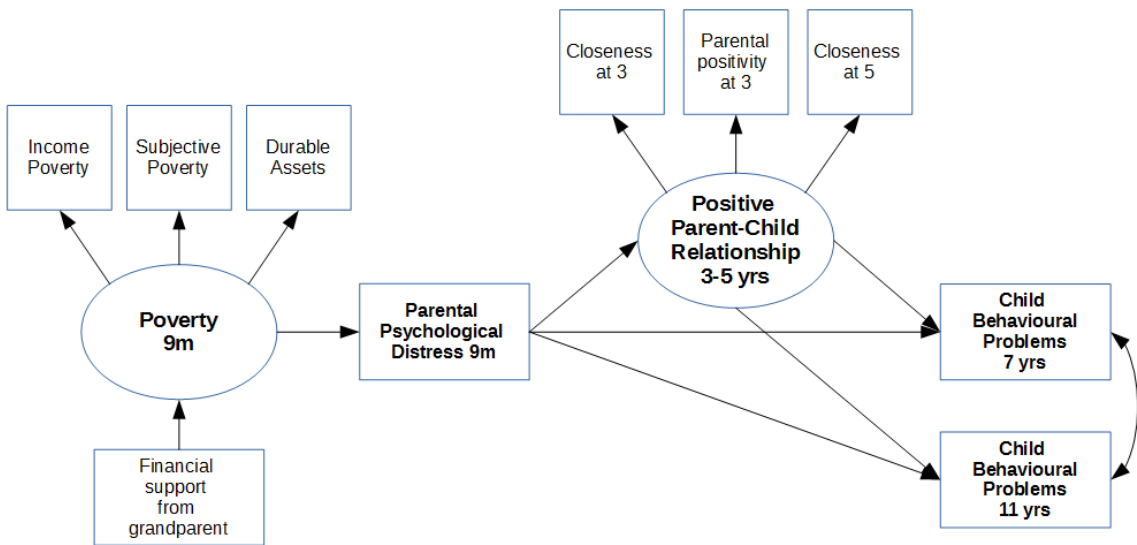 Closeness
at 3
Parental
positivity
at 3
Closeness
at 5
Income
Poverty
Subjective
Poverty
Durable
Assets
Positive
Parent-Child
Relationship
3-5 yrs
Poverty
9m
Parental
Psychological
Distress 9m
Child
Behavioural
Problems
7 yrs
Financial
support
from
grandparent
Child
Behavioural
Problems
11 yrs